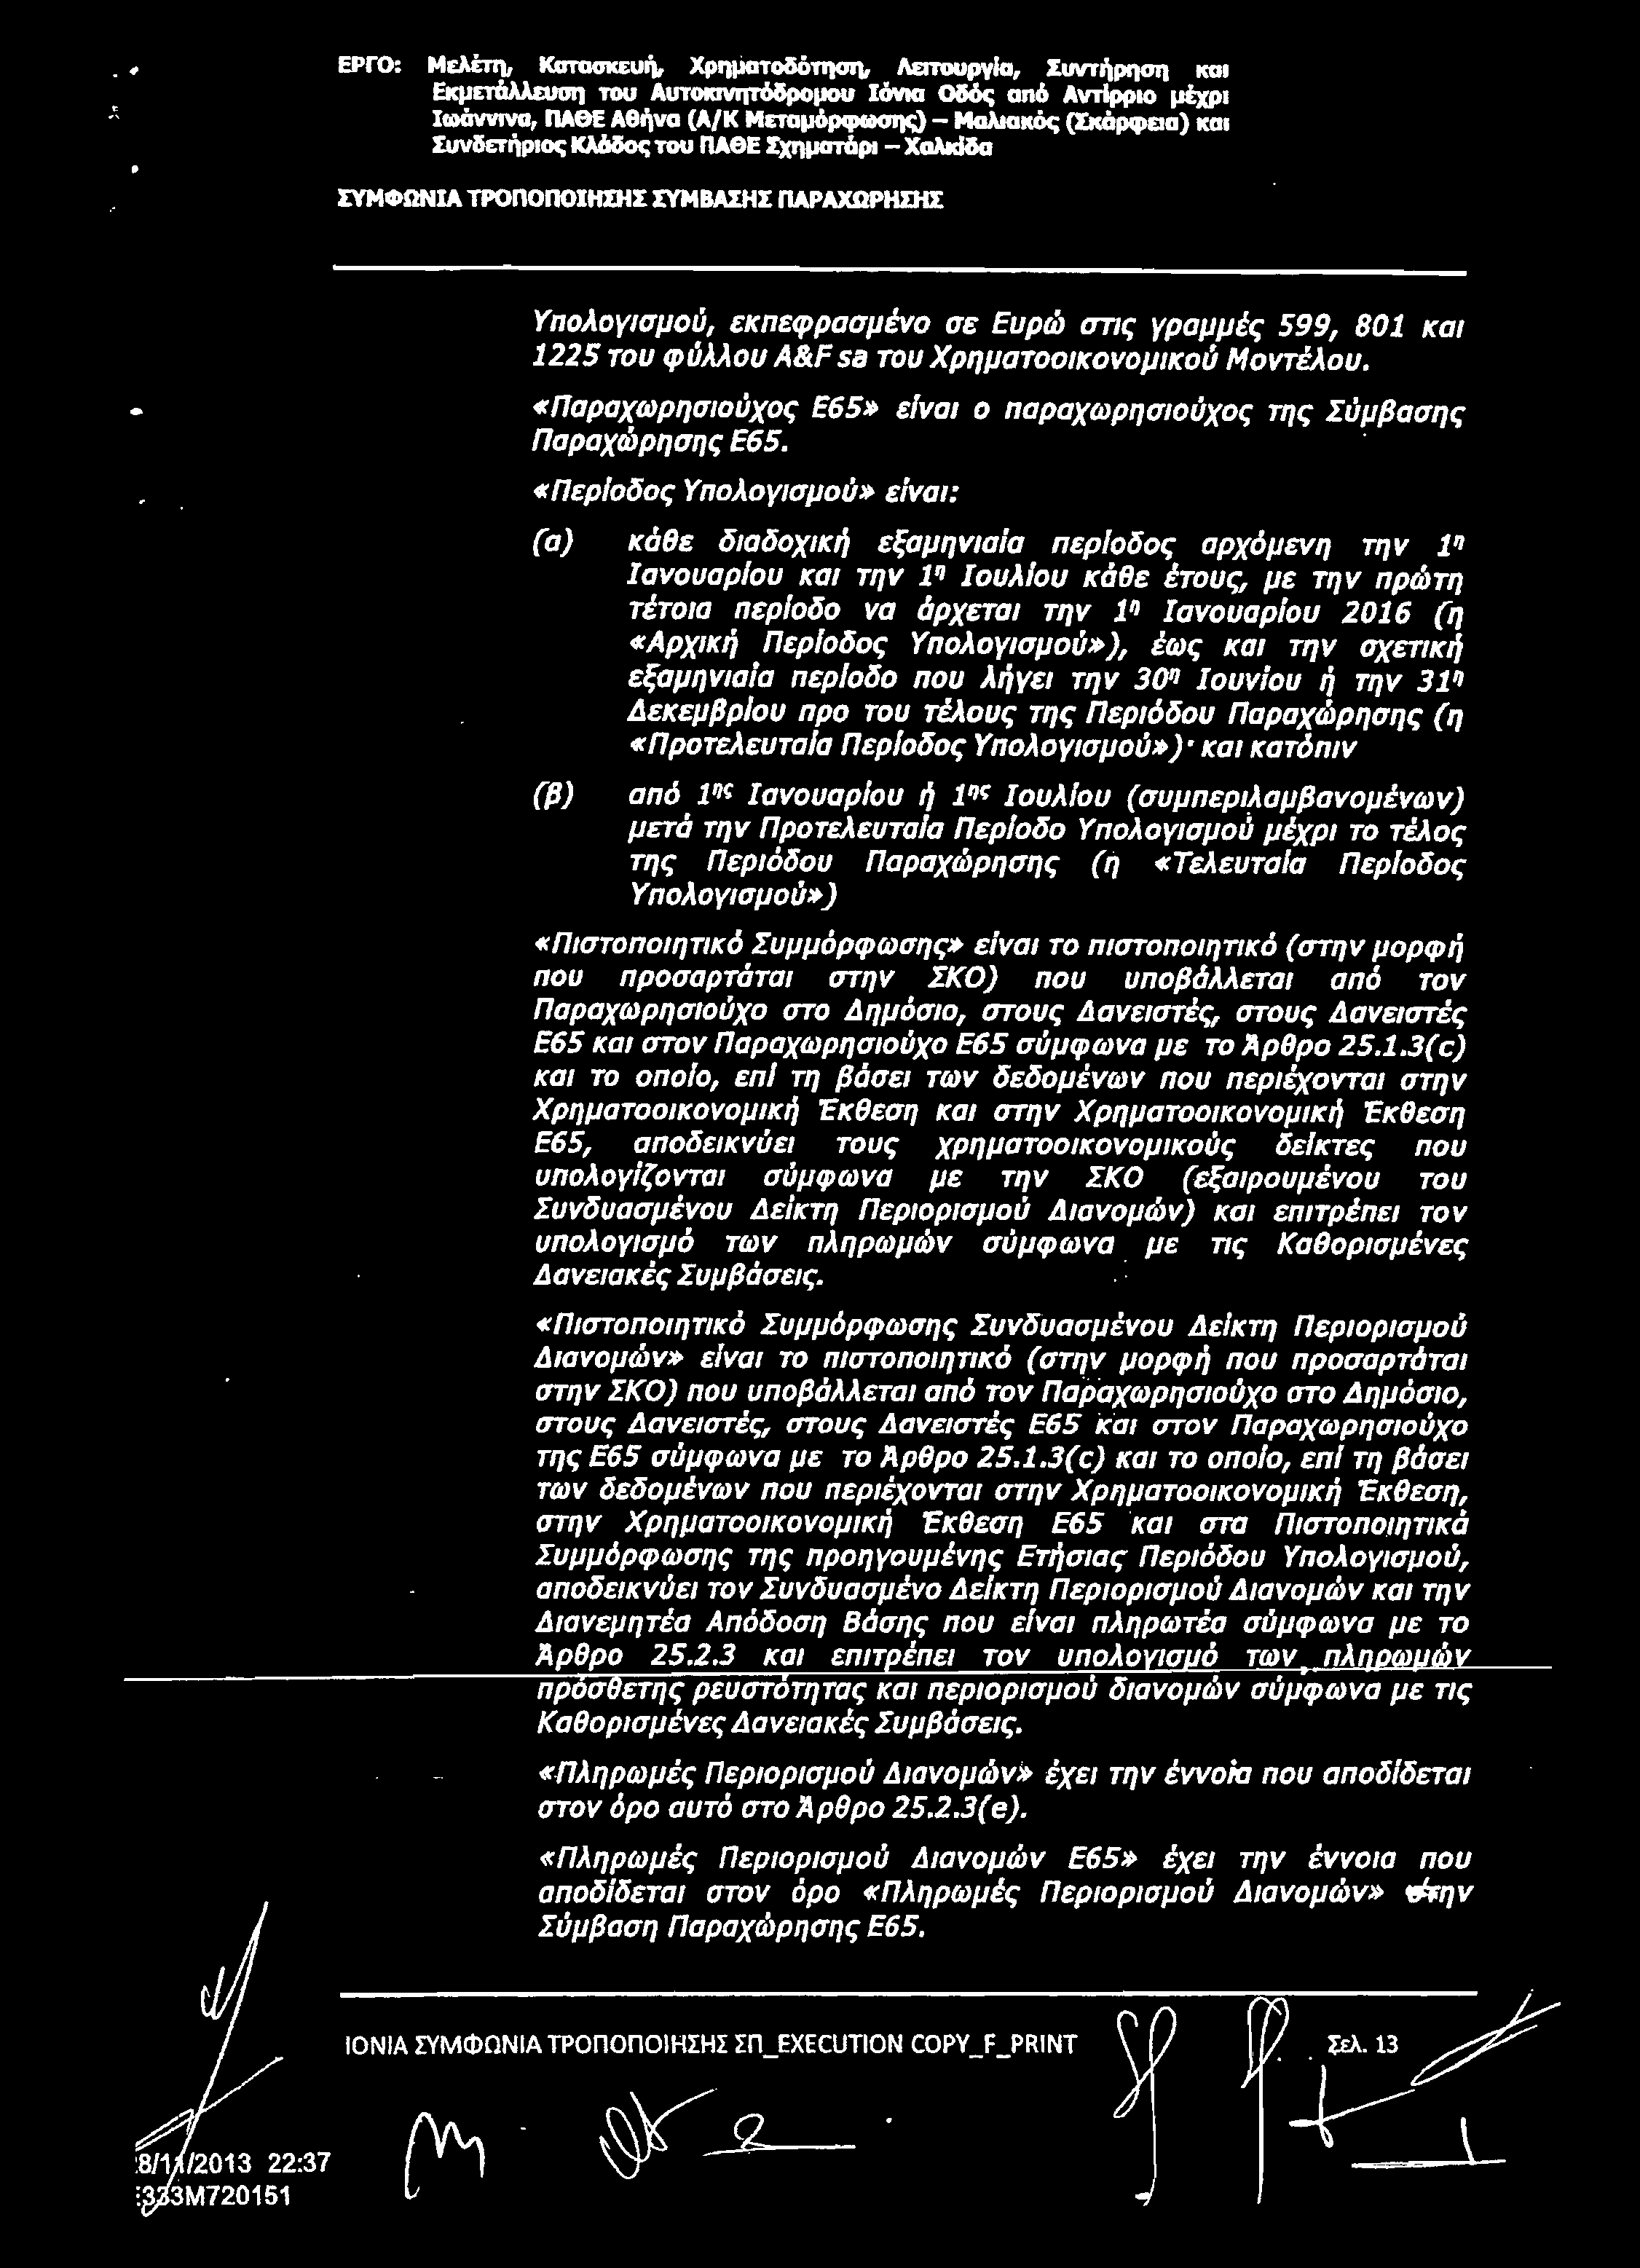 ΕΡΓΟ: Μελέτη, Κατασκευή, Χρηματοδότηση, Λειτουργία, Συντήρηση και
Εκμετάλλευση του Αυτοκινητόδρομου Ιόνια Οδός από Αντίρριο μέχρι
Ιωάννινα, ΠΑΘΕ Αθήνα (Α/Κ Μεταμόρφωσης) – Μαλιακός (Σκάρφεια) και
Συνδετήριος Κλάδος του ΠΑΘΕ Σχηματάρι – Χαλκίδα
ΣΥΜΦΩΝΙΑ ΤΡΟΠΟΠΟΙΗΣΗΣ ΣΥΜΒΑΣΗΣ ΠΑΡΑΧΩΡΗΣΗΣ
Υπολογισμού, εκπεφρασμένο σε Ευρώ στις γραμμές 599, 801 και
1225 του φύλλου A&F sa του Χρηματοοικονομικού Μοντέλου.
«Παραχωρησιούχος Ε65» είναι ο παραχωρησιούχος της Σύμβασης
Παραχώρησης Ε65.
«Περίοδος Υπολογισμού» είναι:
(α) κάθε διαδοχική εξαμηνιαία περίοδος αρχόμενη την 1η
Ιανουαρίου και την 1η Ιουλίου κάθε έτους, με την πρώτη
τέτοια περίοδο να άρχεται την 1η Ιανουαρίου 2016 (η
«Αρχική Περίοδος Υπολογισμού»), έως και την σχετική
εξαμηνιαία περίοδο που λήγει την 30η Ιουνίου ή την 31η
Δεκεμβρίου προ του τέλους της Περιόδου Παραχώρησης (η
«Προτελευταία Περίοδος Υπολογισμού»)· και κατόπιν
(β) από 1ης Ιανουαρίου ή 1ης Ιουλίου (συμπεριλαμβανομένων)
μετά την Προτελευταία Περίοδο Υπολογισμού μέχρι το τέλος
της Περιόδου Παραχώρησης (η «Τελευταία Περίοδος
Υπολογισμού»)
«Πιστοποιητικό Συμμόρφωσης» είναι το πιστοποιητικό (στην μορφή
που προσαρτάται στην ΣΚΟ) που υποβάλλεται από τον
Παραχωρησιούχο στο Δημόσιο, στους Δανειστές, στους Δανειστές
Ε65 και στον Παραχωρησιούχο Ε65 σύμφωνα με το Άρθρο 25.1.3(c)
και το οποίο, επί τη βάσει των δεδομένων που περιέχονται στην
Χρηματοοικονομική Έκθεση και στην Χρηματοοικονομική Έκθεση
Ε65, αποδεικνύει τους χρηματοοικονομικούς δείκτες που
υπολογίζονται σύμφωνα με την ΣΚΟ (εξαιρουμένου του
Συνδυασμένου Δείκτη Περιορισμού Διανομών) και επιτρέπει τον
υπολογισμό των πληρωμών σύμφωνα με τις Καθορισμένες
Δανειακές Συμβάσεις.
«Πιστοποιητικό Συμμόρφωσης Συνδυασμένου Δείκτη Περιορισμού
Διανομών» είναι το πιστοποιητικό (στην μορφή που προσαρτάται
στην ΣΚΟ) που υποβάλλεται από τον Παραχωρησιούχο στο Δημόσιο,
στους Δανειστές, στους Δανειστές Ε65 και στον Παραχωρησιούχο
της Ε65 σύμφωνα με το Άρθρο 25.1.3(c) και το οποίο, επί τη βάσει
των δεδομένων που περιέχονται στην Χρηματοοικονομική Έκθεση,
στην Χρηματοοικονομική Έκθεση Ε65 και στα Πιστοποιητικά
Συμμόρφωσης της προηγουμένης Ετήσιας Περιόδου Υπολογισμού,
αποδεικνύει τον Συνδυασμένο Δείκτη Περιορισμού Διανομών και την
Διανεμητέα Απόδοση Βάσης που είναι πληρωτέα σύμφωνα με το
Άρθρο 25.2.3 και επιτρέπει τον υπολογισμό των πληρωμών
πρόσθετης ρευστότητας και περιορισμού διανομών σύμφωνα με τις
Καθορισμένες Δανειακές Συμβάσεις.
«Πληρωμές Περιορισμού Διανομών» έχει την έννοια που αποδίδεται
στον όρο αυτό στο Άρθρο 25.2.3(e).
«Πληρωμές Περιορισμού Διανομών Ε65» έχει την έννοια που
αποδίδεται στον όρο «Πληρωμές Περιορισμού Διανομών» στην
Σύμβαση Παραχώρησης Ε65.
ΙΟΝΙΑ ΣΥΜΦΩΝΙΑ ΤΡΟΠΟΠΟΙΗΣΗΣ ΣΠ_EXECUTION COPY_F_PRINT Σελ. 13
8/11/2013 22:37
333M720151